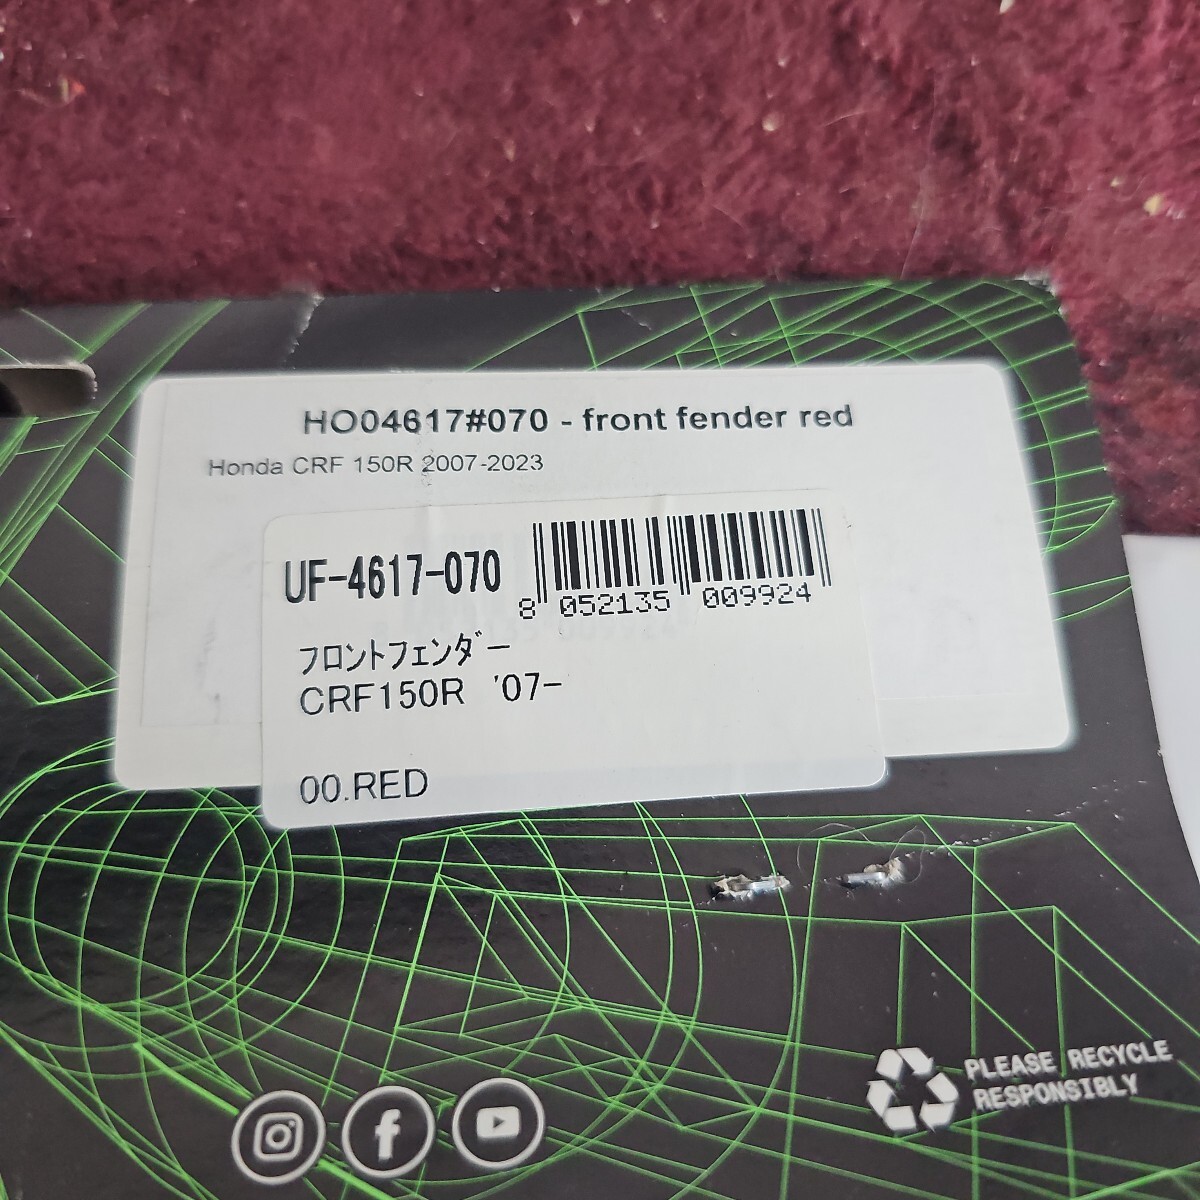 HO04617#070 - front fender red
Honda CRF 150R 2007-2023
UF-4617-070
8 052135 009924
フロントフェンダー
CRF150R '07-
00.RED
PLEASE RECYCLE
RESPONSIBLY